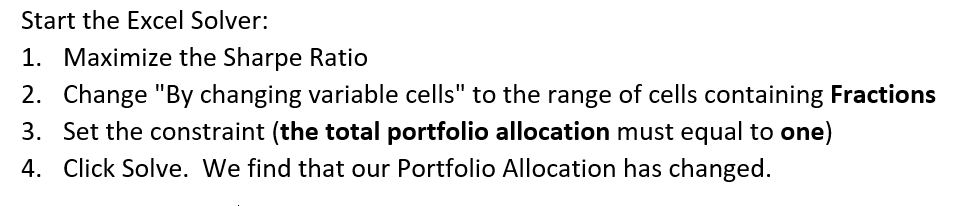 Start the Excel Solver:
1. Maximize the Sharpe Ratio
2. Change "By changing variable cells" to the range of cells containing Fractions
3. Set the constraint (the total portfolio allocation must equal to one)
4. Click Solve. We find that our Portfolio Allocation has changed.